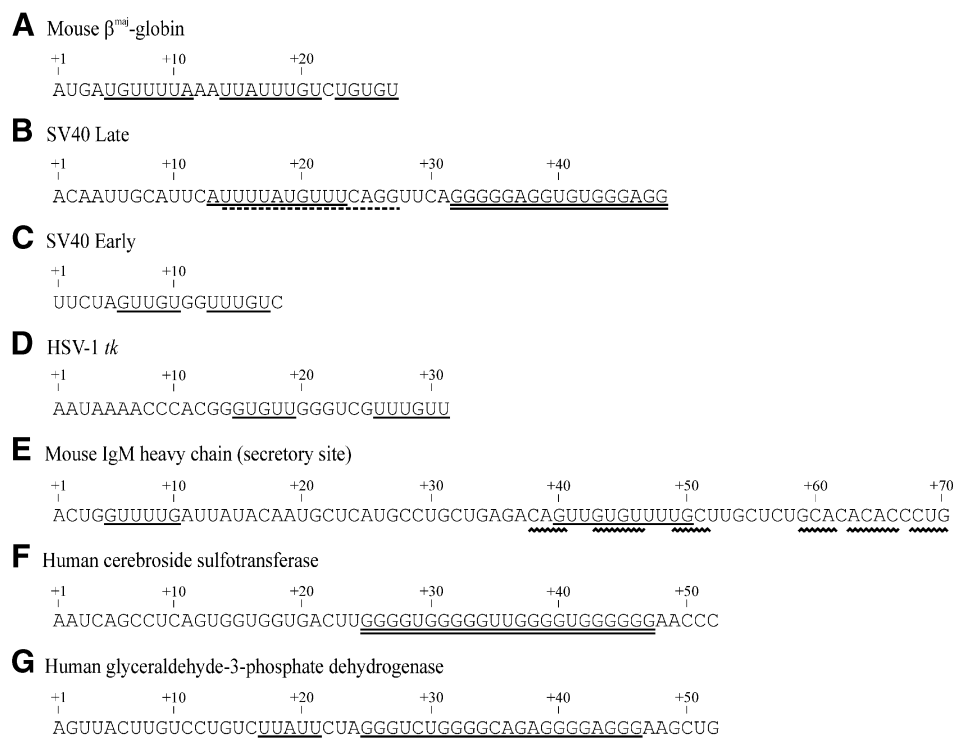 A Mouse βmaj-globin
+1 +10 +20
AUGAUGUUUUAAAUUAUUUGUCUGUGU
B SV40 Late
+1 +10 +20 +30 +40
ACAAUUGCAUUCAUUUUAUGUUUCAGGUUCAGGGGGAGGUGUGGGAGG
C SV40 Early
+1 +10
UUCUAGUUGUGGUUUGUC
D HSV-1 tk
+1 +10 +20 +30
AAUAAAACCCACGGGUGUUGGGUCGUUUGUU
E Mouse IgM heavy chain (secretory site)
+1 +10 +20 +30 +40 +50 +60 +70
ACUGGUUUUGAUUAUACAAUGCUCAUGCCUGCUGAGACAGUUGUGUUUUGCUUGCUCUGCACACACCCUG
F Human cerebroside sulfotransferase
+1 +10 +20 +30 +40 +50
AAUCAGCCUCAGUGGUGGUGACUUGGGGUGGGGGUUGGGGUGGGGGGAACCC
G Human glyceraldehyde-3-phosphate dehydrogenase
+1 +10 +20 +30 +40 +50
AGUUACUUGUCCUGUCUUAUUCUAGGGUCUGGGGCAGAGGGGAGGGAAGCUG